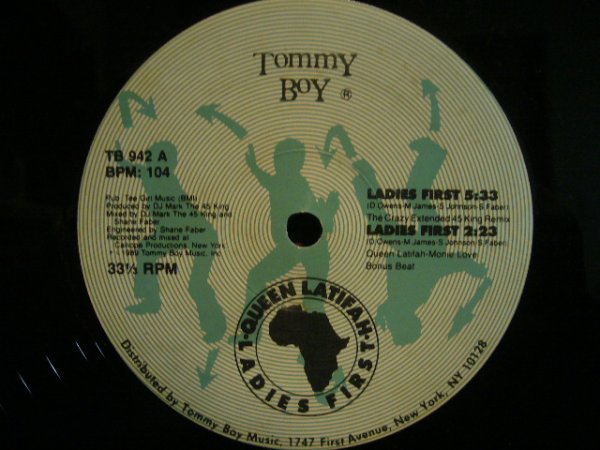 Tommy
Boy ®
TB 942 A
BPM: 104
Pub. Tee Girl Music (BMI)
Produced by DJ Mark The 45 King
Mixed by DJ Mark The 45 King and
Shane Faber
Engineered by Shane Faber
Recorded and mixed at
Calliope Productions, New York
1989 Tommy Boy Music, Inc.
33⅓ RPM
LADIES FIRST 5:33
(D.Owens-M.James-S.Johnson-S.Faber)
The Crazy Extended 45 King Remix
LADIES FIRST 2:23
(D.Owens-M.James-S.Johnson-S.Faber)
Queen Latifah-Monie Love
Bonus Beat
QUEEN LATIFAH
LADIES FIRST
Distributed by Tommy Boy Music, 1747 First Avenue, New York, NY 10128